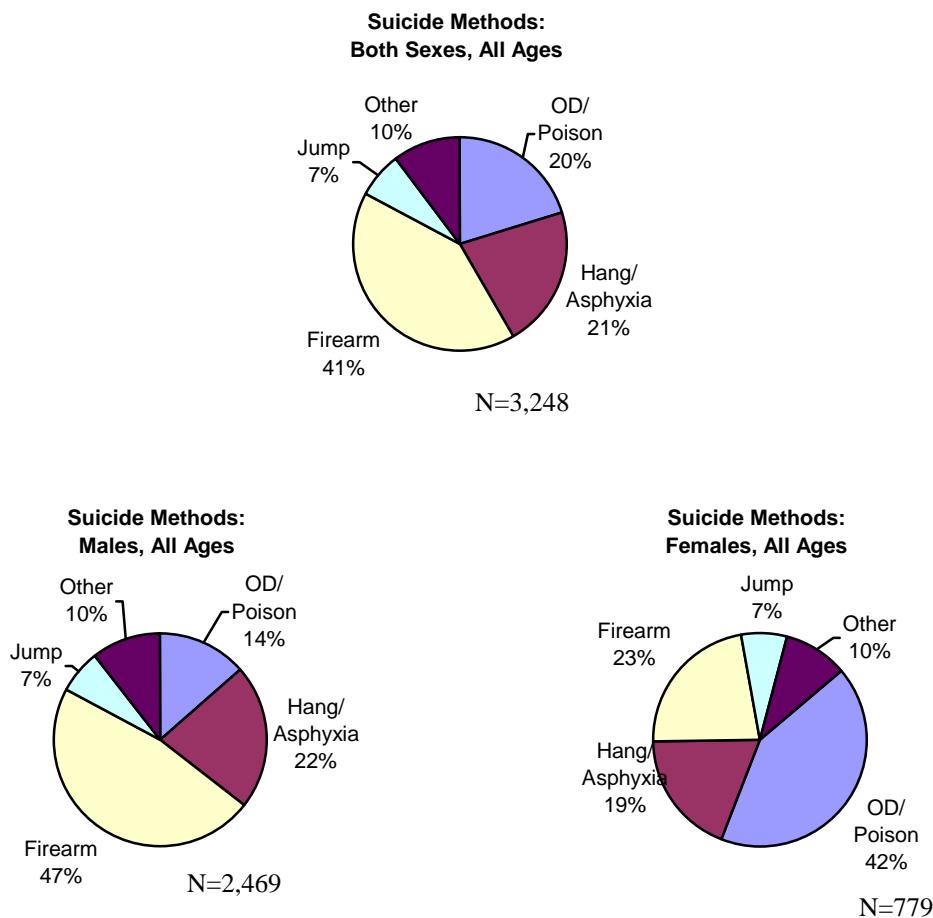 Suicide Methods:
Both Sexes, All Ages
Other
10%
OD/
Poison
20%
Jump
7%
Hang/
Asphyxia
21%
Firearm
41%
N=3,248
Suicide Methods:
Males, All Ages
Other
10%
OD/
Poison
14%
Jump
7%
Hang/
Asphyxia
22%
Firearm
47%
N=2,469
Suicide Methods:
Females, All Ages
Jump
7%
Other
10%
Firearm
23%
Hang/
Asphyxia
19%
OD/
Poison
42%
N=779